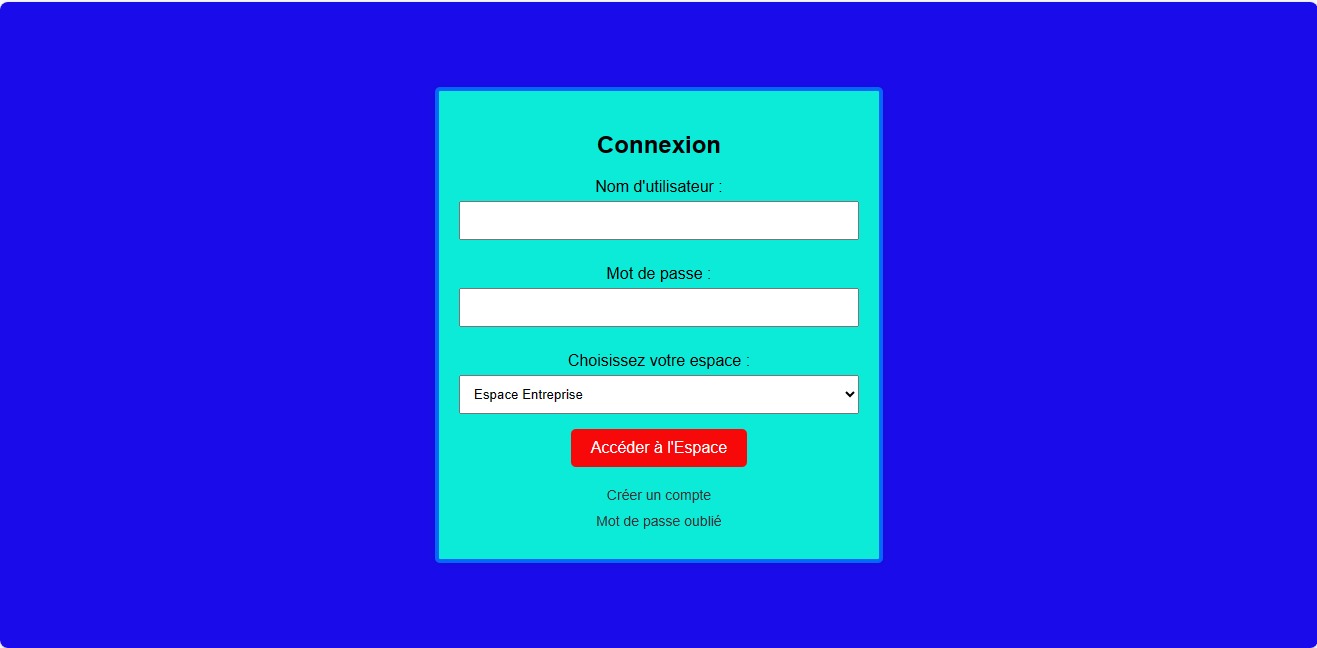 Connexion
Nom d'utilisateur :
Mot de passe :
Choisissez votre espace :
Espace Entreprise
Accéder à l'Espace
Créer un compte
Mot de passe oublié